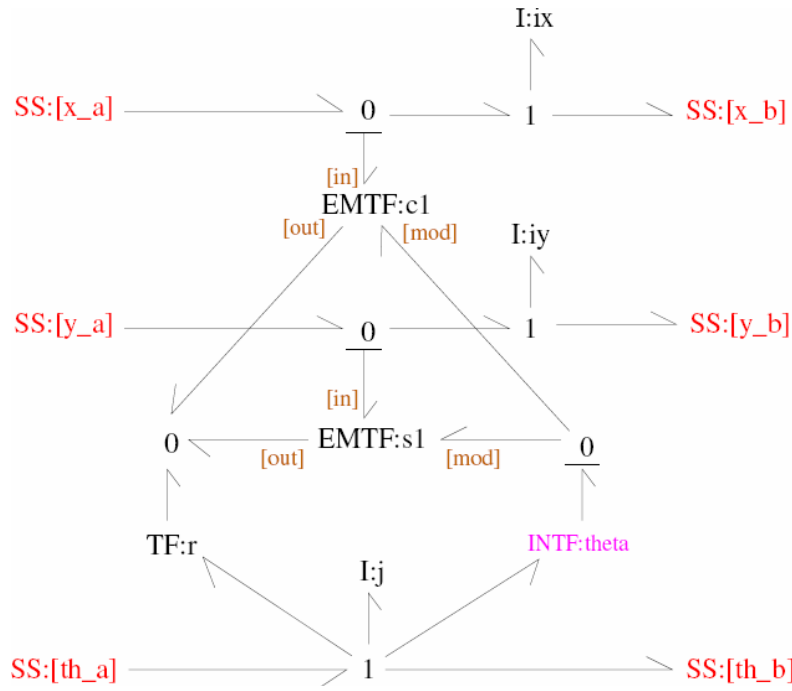 I:ix
SS:[x_a] 0 1 SS:[x_b]
[in]
EMTF:c1
[out] [mod] I:iy
SS:[y_a] 0 1 SS:[y_b]
[in]
0 EMTF:s1 0
[out] [mod]
TF:r INTF:theta
I:j
SS:[th_a] 1 SS:[th_b]